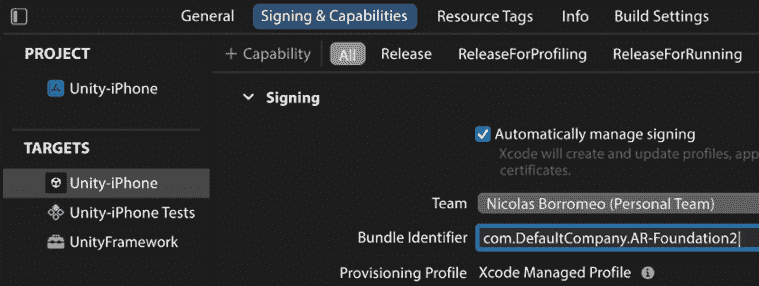 General Signing & Capabilities Resource Tags Info Build Settings
PROJECT
Unity-iPhone
TARGETS
Unity-iPhone
Unity-iPhone Tests
UnityFramework
+ Capability All Release ReleaseForProfiling ReleaseForRunning
Signing
Automatically manage signing
Xcode will create and update profiles, app
certificates.
Team Nicolas Borromeo (Personal Team)
Bundle Identifier com.DefaultCompany.AR-Foundation2
Provisioning Profile Xcode Managed Profile